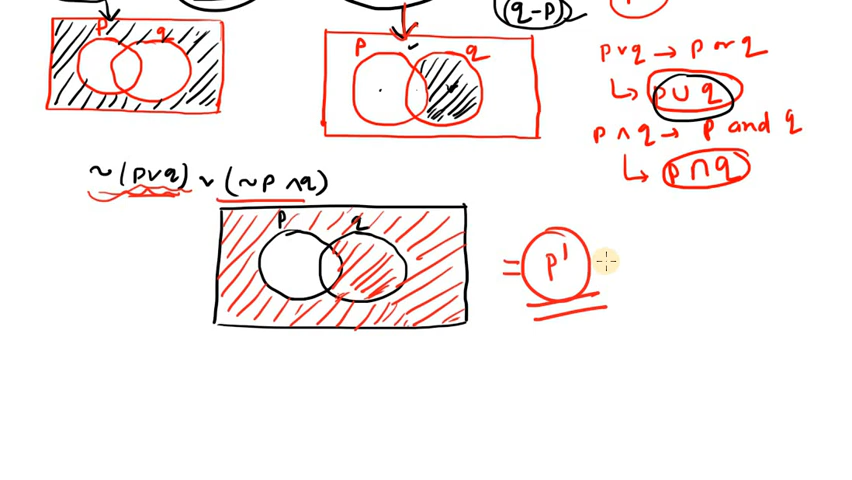 (q-p)
p
p q
p q
p∨q → p or q
↳ p∪q
p∧q → p and q
↳ p∩q
~(p∨q) ∨ (~p∧q)
p q
= p'